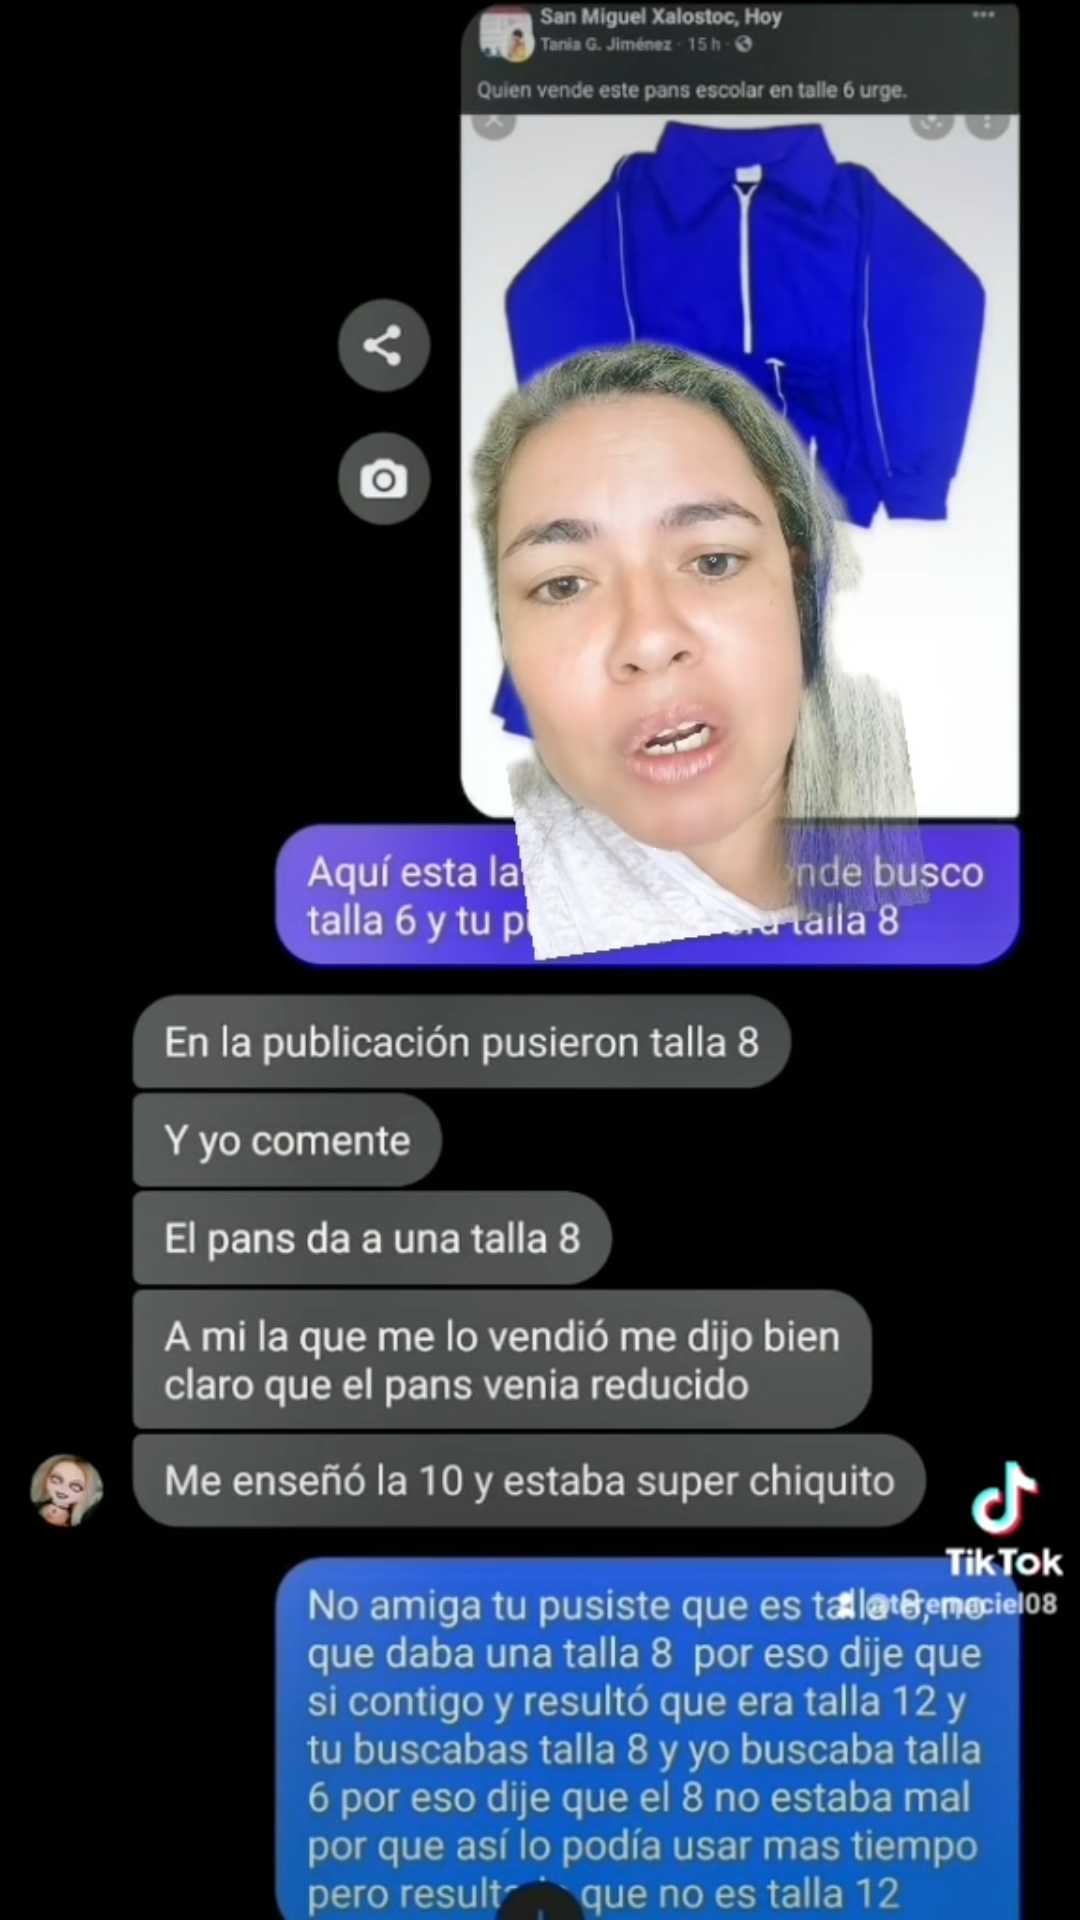 San Miguel Xalostoc, Hoy
Tania G. Jiménez · 15 h ·
Quien vende este pans escolar en talle 6 urge.
Aquí esta la onde busco
talla 6 y tu talla 8
En la publicación pusieron talla 8
Y yo comente
El pans da a una talla 8
A mi la que me lo vendió me dijo bien
claro que el pans venia reducido
Me enseñó la 10 y estaba super chiquito
TikTok
@teremaciel08
No amiga tu pusiste que es talla 8, no
que daba una talla 8 por eso dije que
si contigo y resultó que era talla 12 y
tu buscabas talla 8 y yo buscaba talla
6 por eso dije que el 8 no estaba mal
por que así lo podía usar mas tiempo
pero que no es talla 12